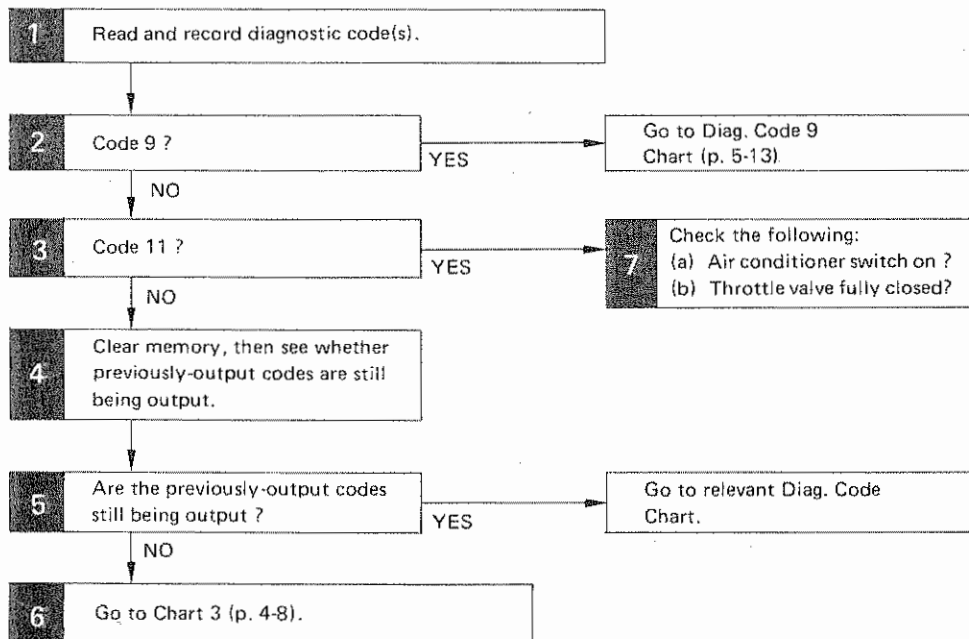 1
Read and record diagnostic code(s).
2
Code 9 ?
YES
Go to Diag. Code 9
Chart (p. 5-13)
NO
3
Code 11 ?
YES
7
Check the following:
(a) Air conditioner switch on ?
(b) Throttle valve fully closed?
NO
4
Clear memory, then see whether
previously-output codes are still
being output.
5
Are the previously-output codes
still being output ?
YES
Go to relevant Diag. Code
Chart.
NO
6
Go to Chart 3 (p. 4-8).